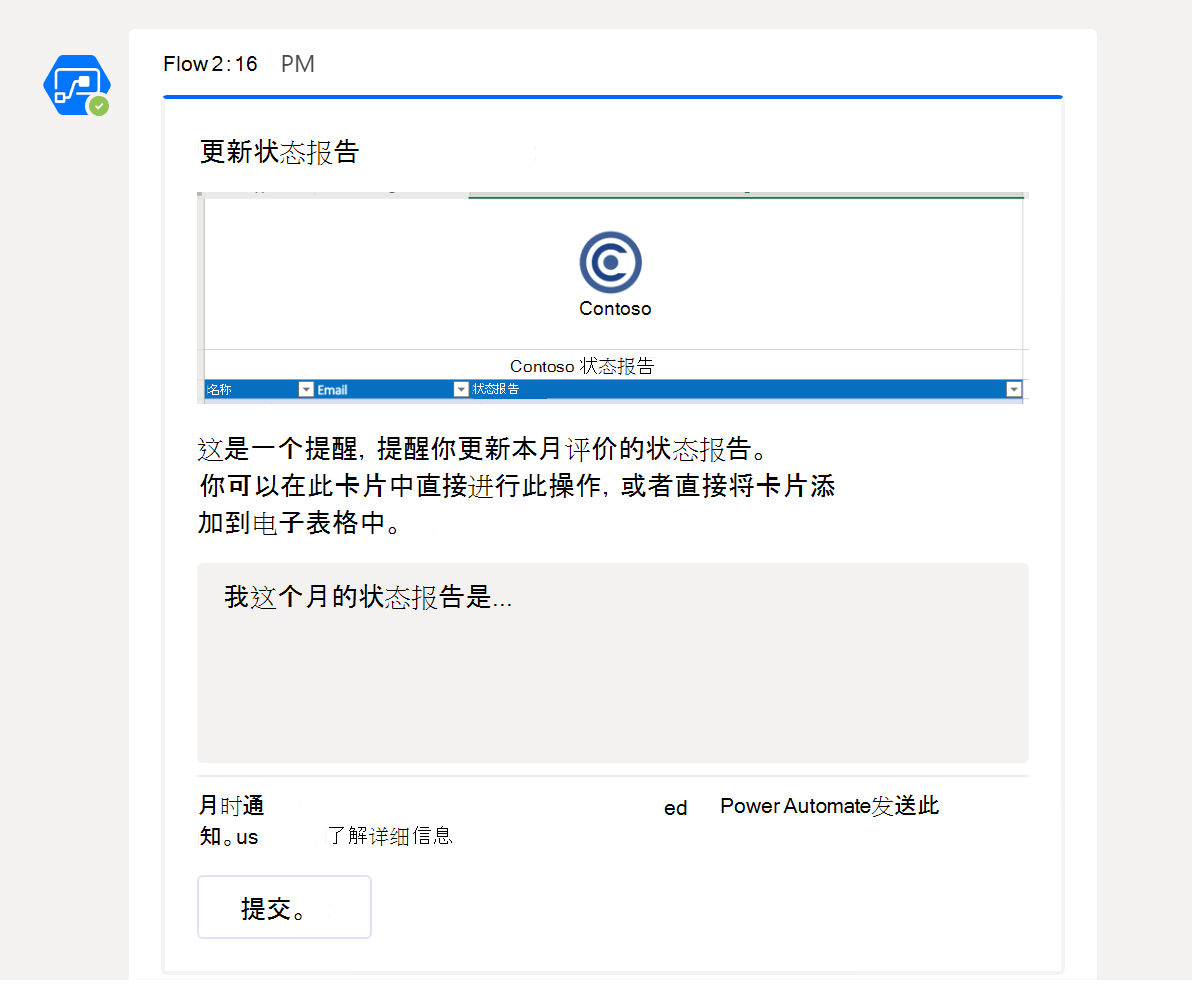 Flow 2:16 PM
更新状态报告
Contoso
Contoso 状态报告
名称 Email 状态报告
这是一个提醒, 提醒你更新本月评价的状态报告。
你可以在此卡片中直接进行此操作, 或者直接将卡片添
加到电子表格中。
我这个月的状态报告是...
月时通 ed Power Automate发送此
知。us 了解详细信息
提交。